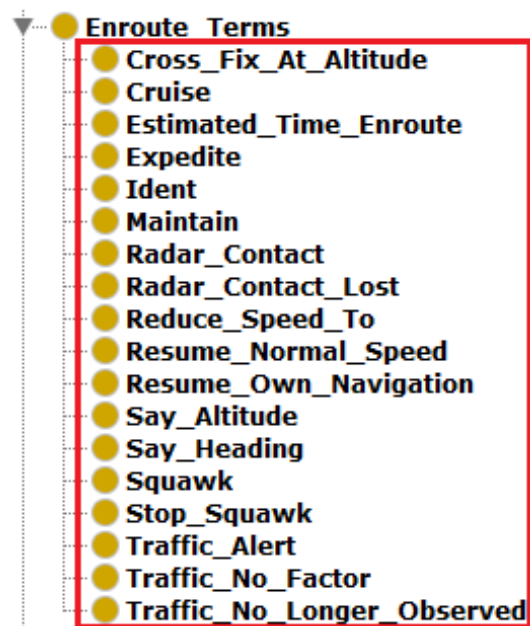 Enroute_Terms
Cross_Fix_At_Altitude
Cruise
Estimated_Time_Enroute
Expedite
Ident
Maintain
Radar_Contact
Radar_Contact_Lost
Reduce_Speed_To
Resume_Normal_Speed
Resume_Own_Navigation
Say_Altitude
Say_Heading
Squawk
Stop_Squawk
Traffic_Alert
Traffic_No_Factor
Traffic_No_Longer_Observed